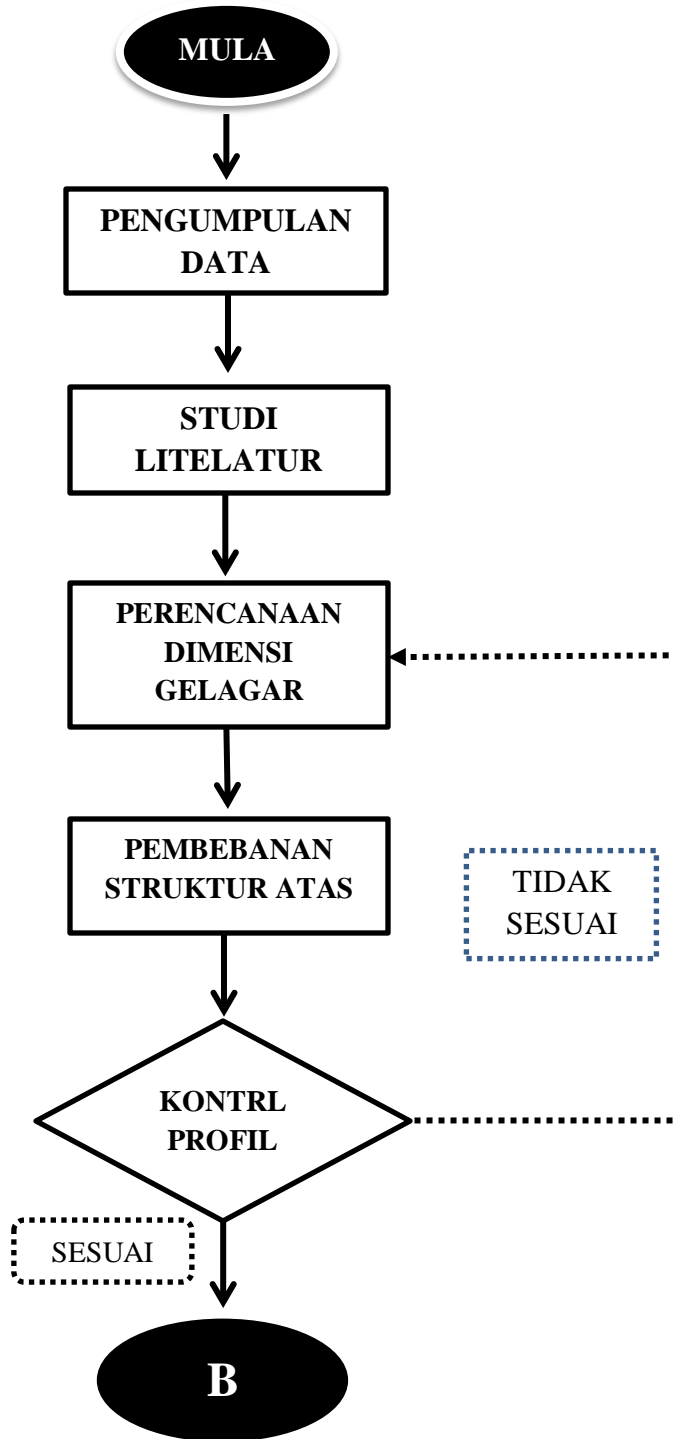 MULA
PENGUMPULAN
DATA
STUDI
LITELATUR
PERENCANAAN
DIMENSI
GELAGAR
PEMBEBANAN
STRUKTUR ATAS
TIDAK
SESUAI
KONTRL
PROFIL
SESUAI
B